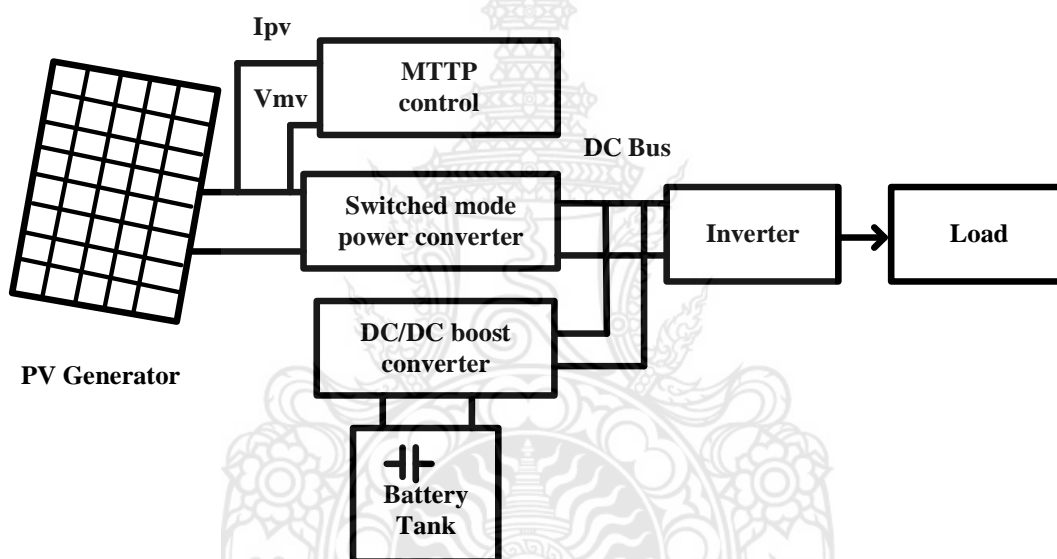 Ipv
MTTP
control
Vmv
DC Bus
Switched mode
power converter
Inverter
Load
DC/DC boost
converter
PV Generator
Battery
Tank